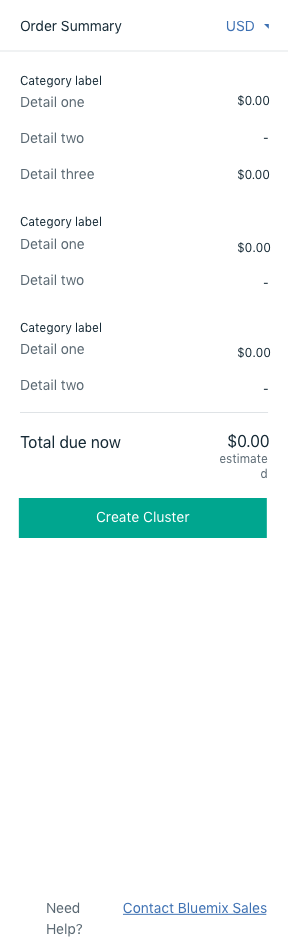 Order Summary USD
Category label
Detail one $0.00
Detail two -
Detail three $0.00
Category label
Detail one $0.00
Detail two -
Category label
Detail one $0.00
Detail two -
Total due now $0.00
estimate
d
Create Cluster
Need Contact Bluemix Sales
Help?